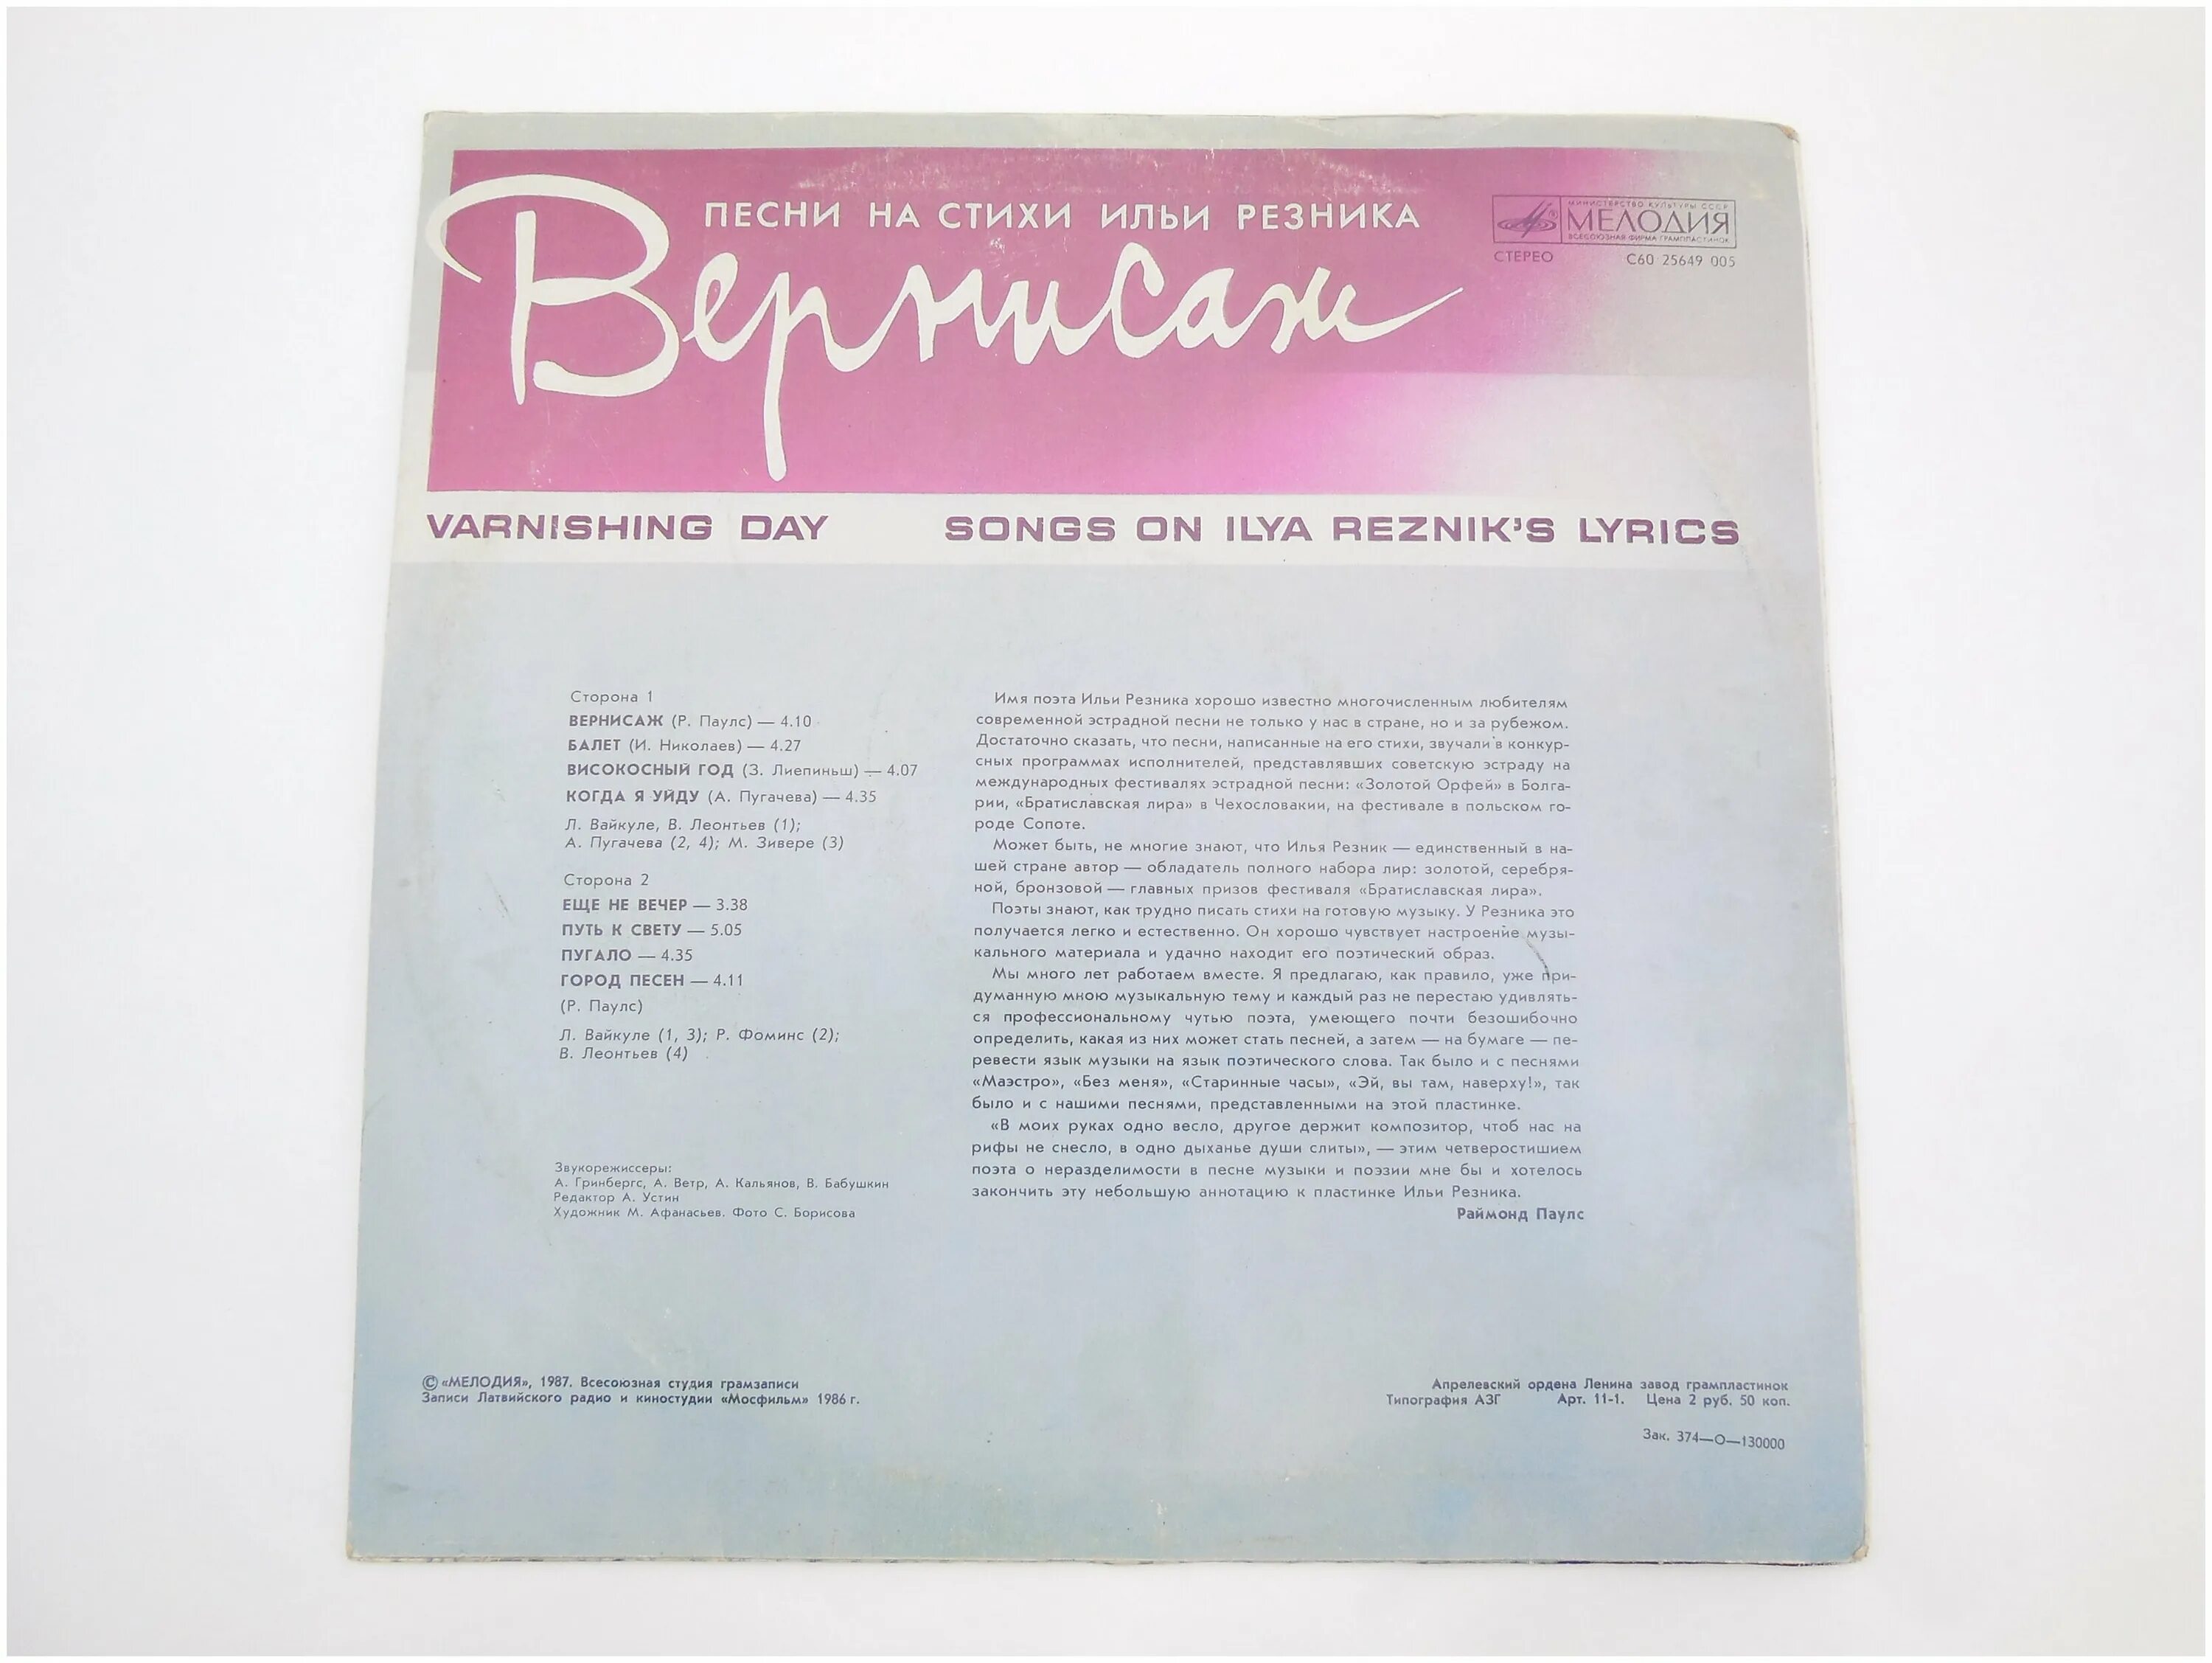 ПЕСНИ НА СТИХИ ИЛЬИ РЕЗНИКА
Вернисаж
МИНИСТЕРСТВО КУЛЬТУРЫ СССР
МЕЛОДИЯ
ВСЕСОЮЗНАЯ ФИРМА ГРАМПЛАСТИНОК
СТЕРЕО С60 25649 005
VARNISHING DAY SONGS ON ILYA REZNIK'S LYRICS
Сторона 1
ВЕРНИСАЖ (Р. Паулс) — 4.10
БАЛЕТ (И. Николаев) — 4.27
ВИСОКОСНЫЙ ГОД (З. Лиепиньш) — 4.07
КОГДА Я УЙДУ (А. Пугачева) — 4.35
Л. Вайкуле, В. Леонтьев (1);
А. Пугачева (2, 4); М. Зивере (3)
Сторона 2
ЕЩЕ НЕ ВЕЧЕР — 3.38
ПУТЬ К СВЕТУ — 5.05
ПУГАЛО — 4.35
ГОРОД ПЕСЕН — 4.11
(Р. Паулс)
Л. Вайкуле (1, 3); Р. Фоминс (2);
В. Леонтьев (4)
Звукорежиссеры:
А. Гринбергс, А. Ветр, А. Кальянов, В. Бабушкин
Редактор А. Устин
Художник М. Афанасьев. Фото С. Борисова
Имя поэта Ильи Резника хорошо известно многочисленным любителям
современной эстрадной песни не только у нас в стране, но и за рубежом.
Достаточно сказать, что песни, написанные на его стихи, звучали в конкур-
сных программах исполнителей, представлявших советскую эстраду на
международных фестивалях эстрадной песни: «Золотой Орфей» в Болга-
рии, «Братиславская лира» в Чехословакии, на фестивале в польском го-
роде Сопоте.
Может быть, не многие знают, что Илья Резник — единственный в на-
шей стране автор — обладатель полного набора лир: золотой, серебря-
ной, бронзовой — главных призов фестиваля «Братиславская лира».
Поэты знают, как трудно писать стихи на готовую музыку. У Резника это
получается легко и естественно. Он хорошо чувствует настроение музы-
кального материала и удачно находит его поэтический образ.
Мы много лет работаем вместе. Я предлагаю, как правило, уже при-
думанную мною музыкальную тему и каждый раз не перестаю удивлять-
ся профессиональному чутью поэта, умеющего почти безошибочно
определить, какая из них может стать песней, а затем — на бумаге — пе-
ревести язык музыки на язык поэтического слова. Так было и с песнями
«Маэстро», «Без меня», «Старинные часы», «Эй, вы там, наверху!», так
было и с нашими песнями, представленными на этой пластинке.
«В моих руках одно весло, другое держит композитор, чтоб нас на
рифы не снесло, в одно дыханье души слиты», — этим четверостишием
поэта о неразделимости в песне музыки и поэзии мне бы и хотелось
закончить эту небольшую аннотацию к пластинке Ильи Резника.
Раймонд Паулс
© «МЕЛОДИЯ», 1987. Всесоюзная студия грамзаписи
Записи Латвийского радио и киностудии «Мосфильм» 1986 г.
Апрелевский ордена Ленина завод грампластинок
Типография АЗГ Арт. 11-1. Цена 2 руб. 50 коп.
Зак. 374—О—130000